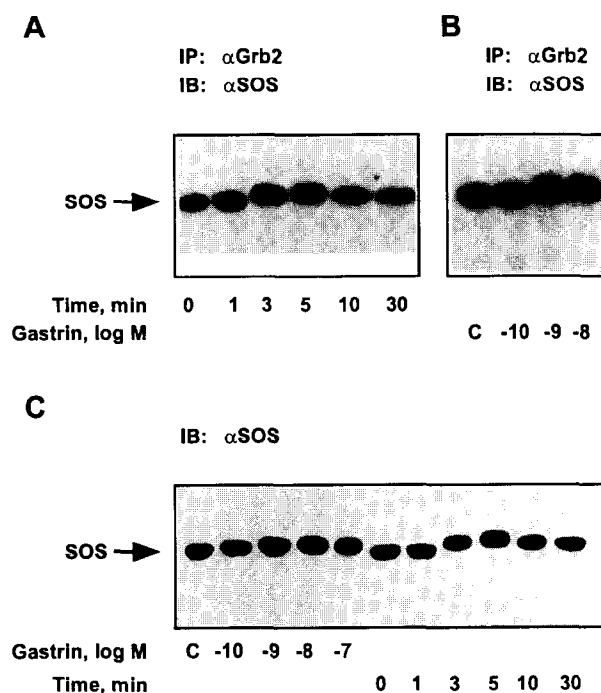 A
IP: αGrb2
IB: αSOS
SOS
Time, min 0 1 3 5 10 30
Gastrin, log M
B
IP: αGrb2
IB: αSOS
C -10 -9 -8
C
IB: αSOS
SOS
Gastrin, log M C -10 -9 -8 -7
Time, min 0 1 3 5 10 30